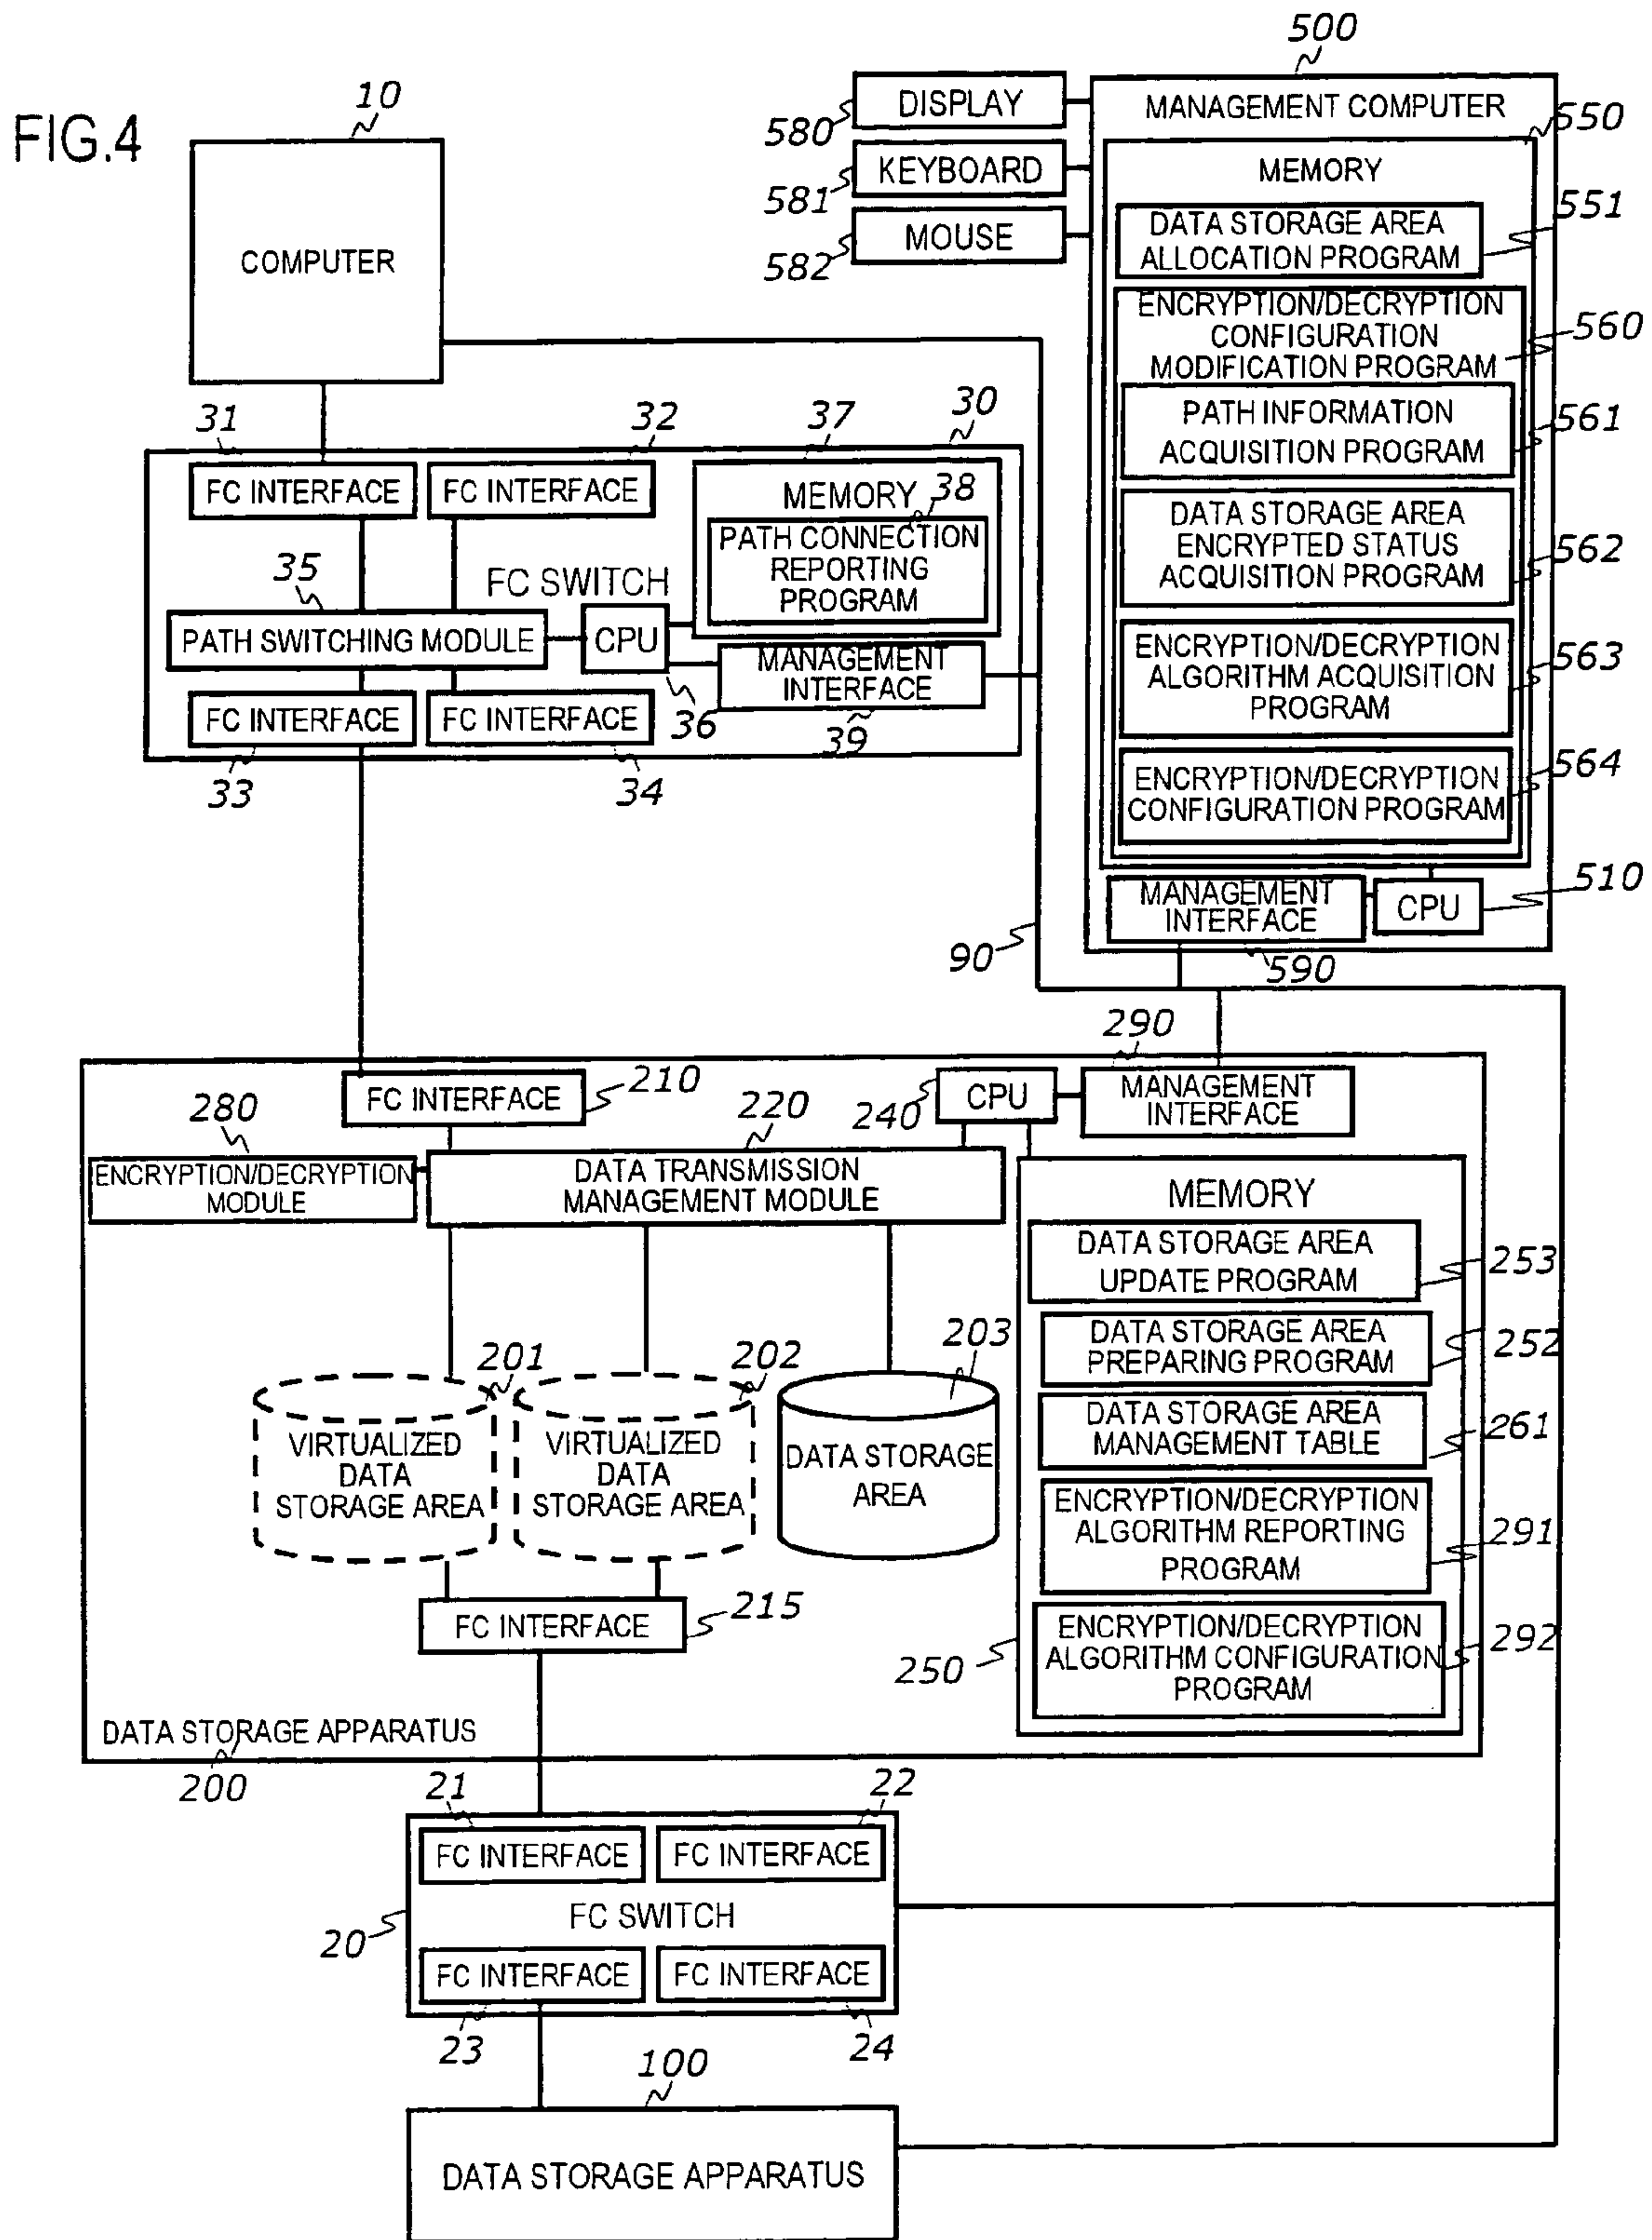 FIG.4
10
COMPUTER
500
MANAGEMENT COMPUTER
DISPLAY
580
KEYBOARD
581
MOUSE
582
550
MEMORY
551
DATA STORAGE AREA
ALLOCATION PROGRAM
ENCRYPTION/DECRYPTION
CONFIGURATION
MODIFICATION PROGRAM
560
PATH INFORMATION
ACQUISITION PROGRAM
561
DATA STORAGE AREA
ENCRYPTED STATUS
ACQUISITION PROGRAM
562
ENCRYPTION/DECRYPTION
ALGORITHM ACQUISITION
PROGRAM
563
ENCRYPTION/DECRYPTION
CONFIGURATION PROGRAM
564
MANAGEMENT
INTERFACE
590
CPU
510
31
32
37
30
FC INTERFACE
FC INTERFACE
MEMORY
38
PATH CONNECTION
REPORTING
PROGRAM
35
FC SWITCH
PATH SWITCHING MODULE
CPU
36
MANAGEMENT
INTERFACE
39
FC INTERFACE
FC INTERFACE
33
34
90
290
FC INTERFACE
210
240
CPU
MANAGEMENT
INTERFACE
280
220
ENCRYPTION/DECRYPTION
MODULE
DATA TRANSMISSION
MANAGEMENT MODULE
MEMORY
DATA STORAGE AREA
UPDATE PROGRAM
253
DATA STORAGE AREA
PREPARING PROGRAM
252
DATA STORAGE AREA
MANAGEMENT TABLE
261
ENCRYPTION/DECRYPTION
ALGORITHM REPORTING
PROGRAM
291
ENCRYPTION/DECRYPTION
ALGORITHM CONFIGURATION
PROGRAM
292
250
201
202
203
VIRTUALIZED
DATA
STORAGE AREA
VIRTUALIZED
DATA
STORAGE AREA
DATA STORAGE
AREA
FC INTERFACE
215
DATA STORAGE APPARATUS
200
21
22
FC INTERFACE
FC INTERFACE
FC SWITCH
20
FC INTERFACE
FC INTERFACE
23
24
100
DATA STORAGE APPARATUS